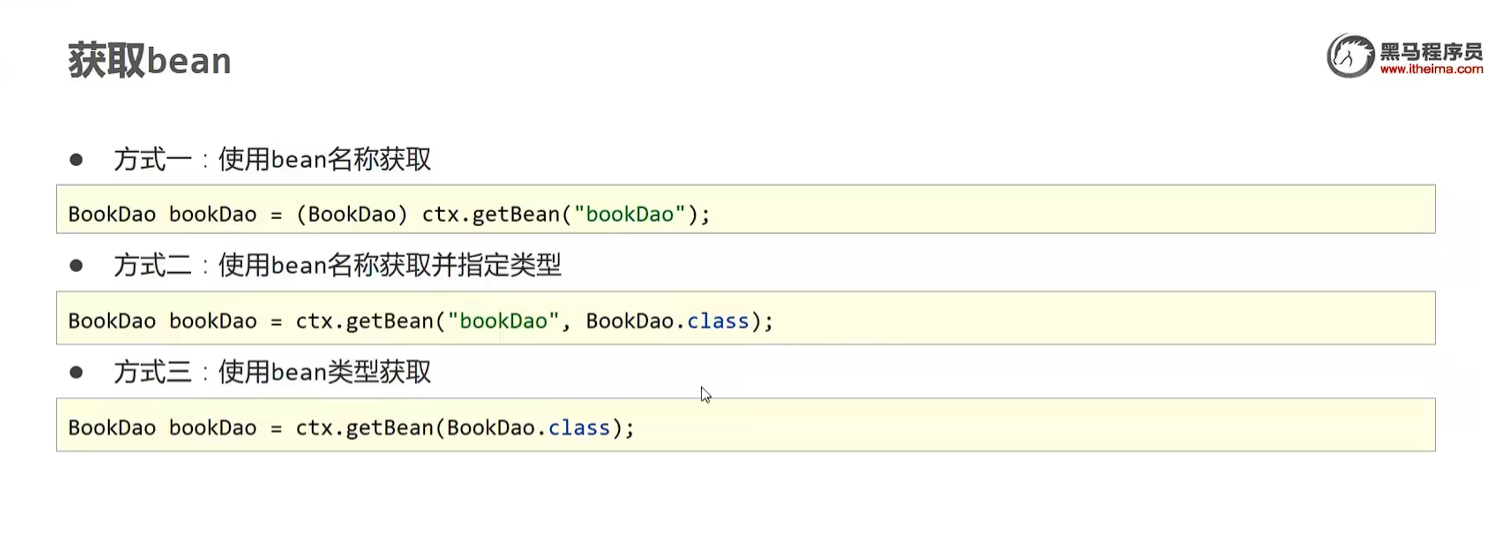 获取bean
黑马程序员
www.itheima.com
● 方式一：使用bean名称获取
BookDao bookDao = (BookDao) ctx.getBean("bookDao");
● 方式二：使用bean名称获取并指定类型
BookDao bookDao = ctx.getBean("bookDao", BookDao.class);
● 方式三：使用bean类型获取
BookDao bookDao = ctx.getBean(BookDao.class);